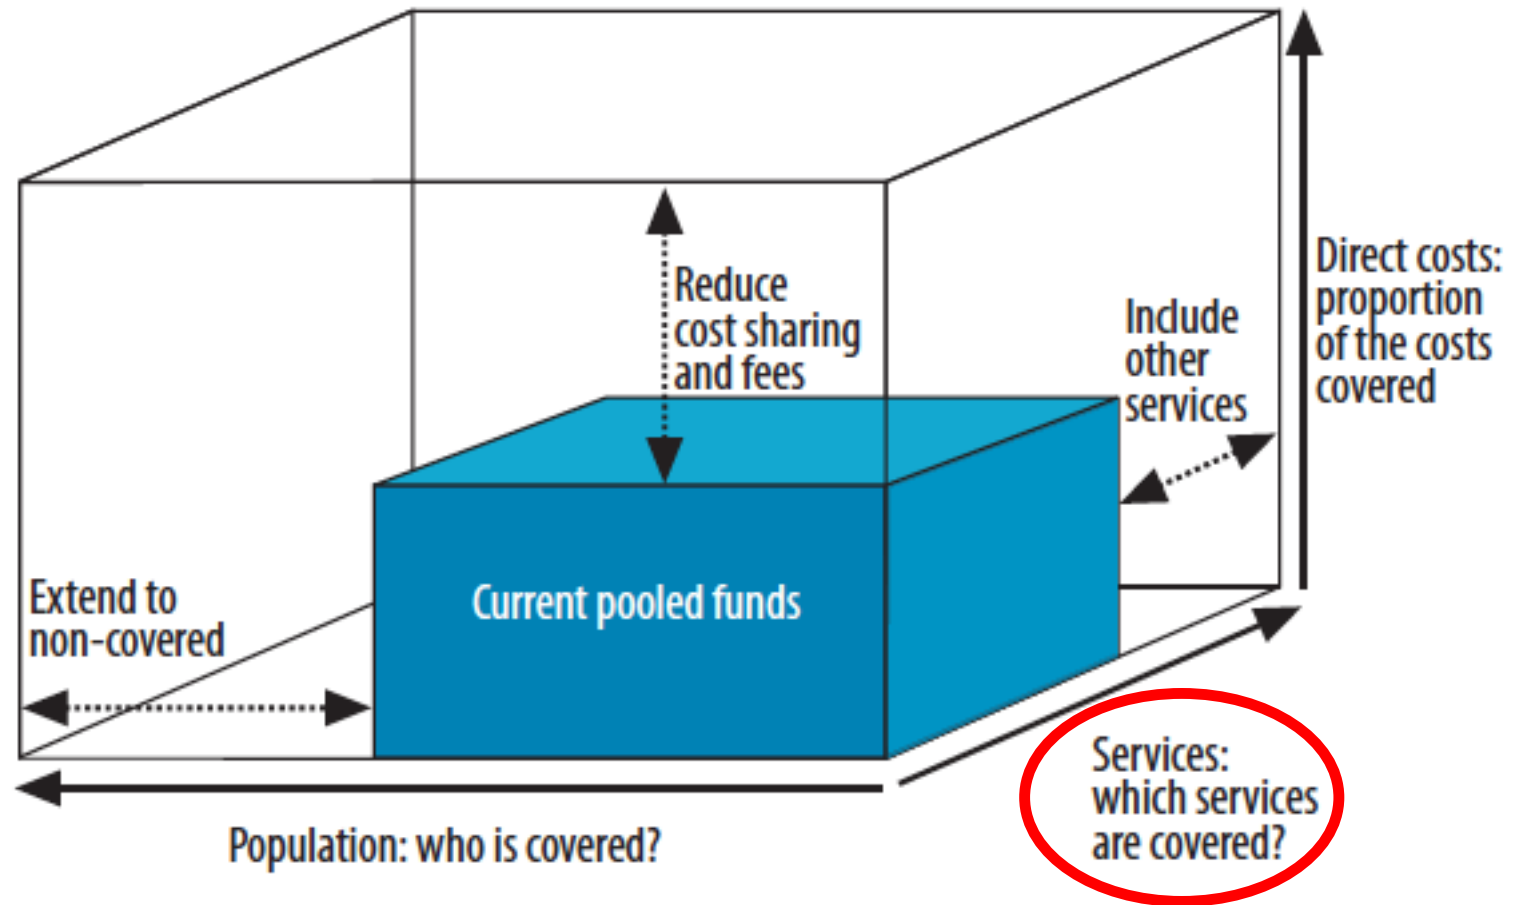 Reduce
cost sharing
and fees
Include
other
services
Direct costs:
proportion
of the costs
covered
Extend to
non-covered
Current pooled funds
Services:
which services
are covered?
Population: who is covered?